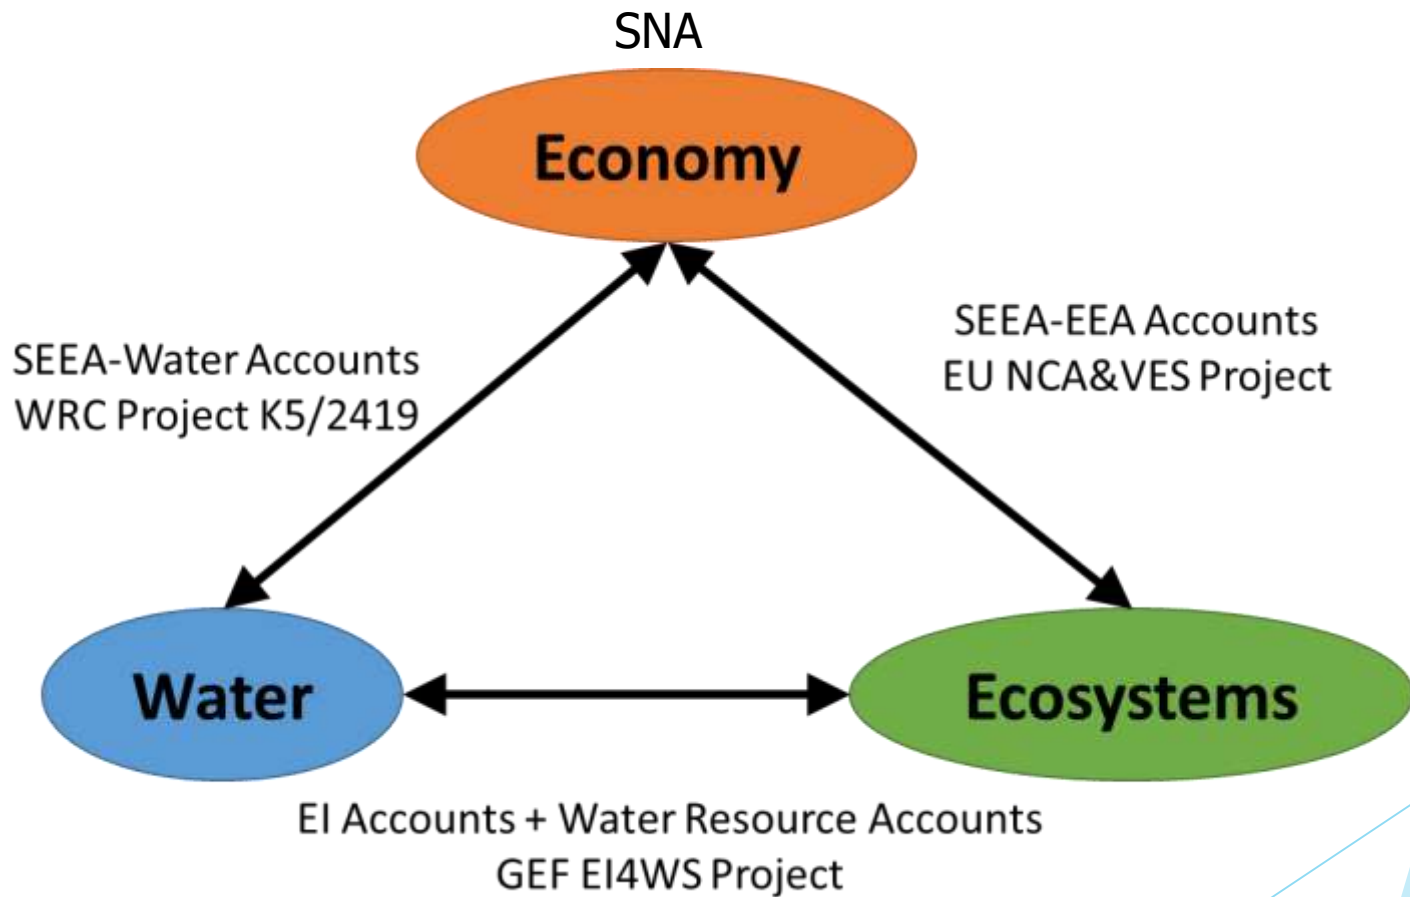 SNA
Economy
SEEA-Water Accounts
WRC Project K5/2419
SEEA-EEA Accounts
EU NCA&VES Project
Water
Ecosystems
EI Accounts + Water Resource Accounts
GEF EI4WS Project